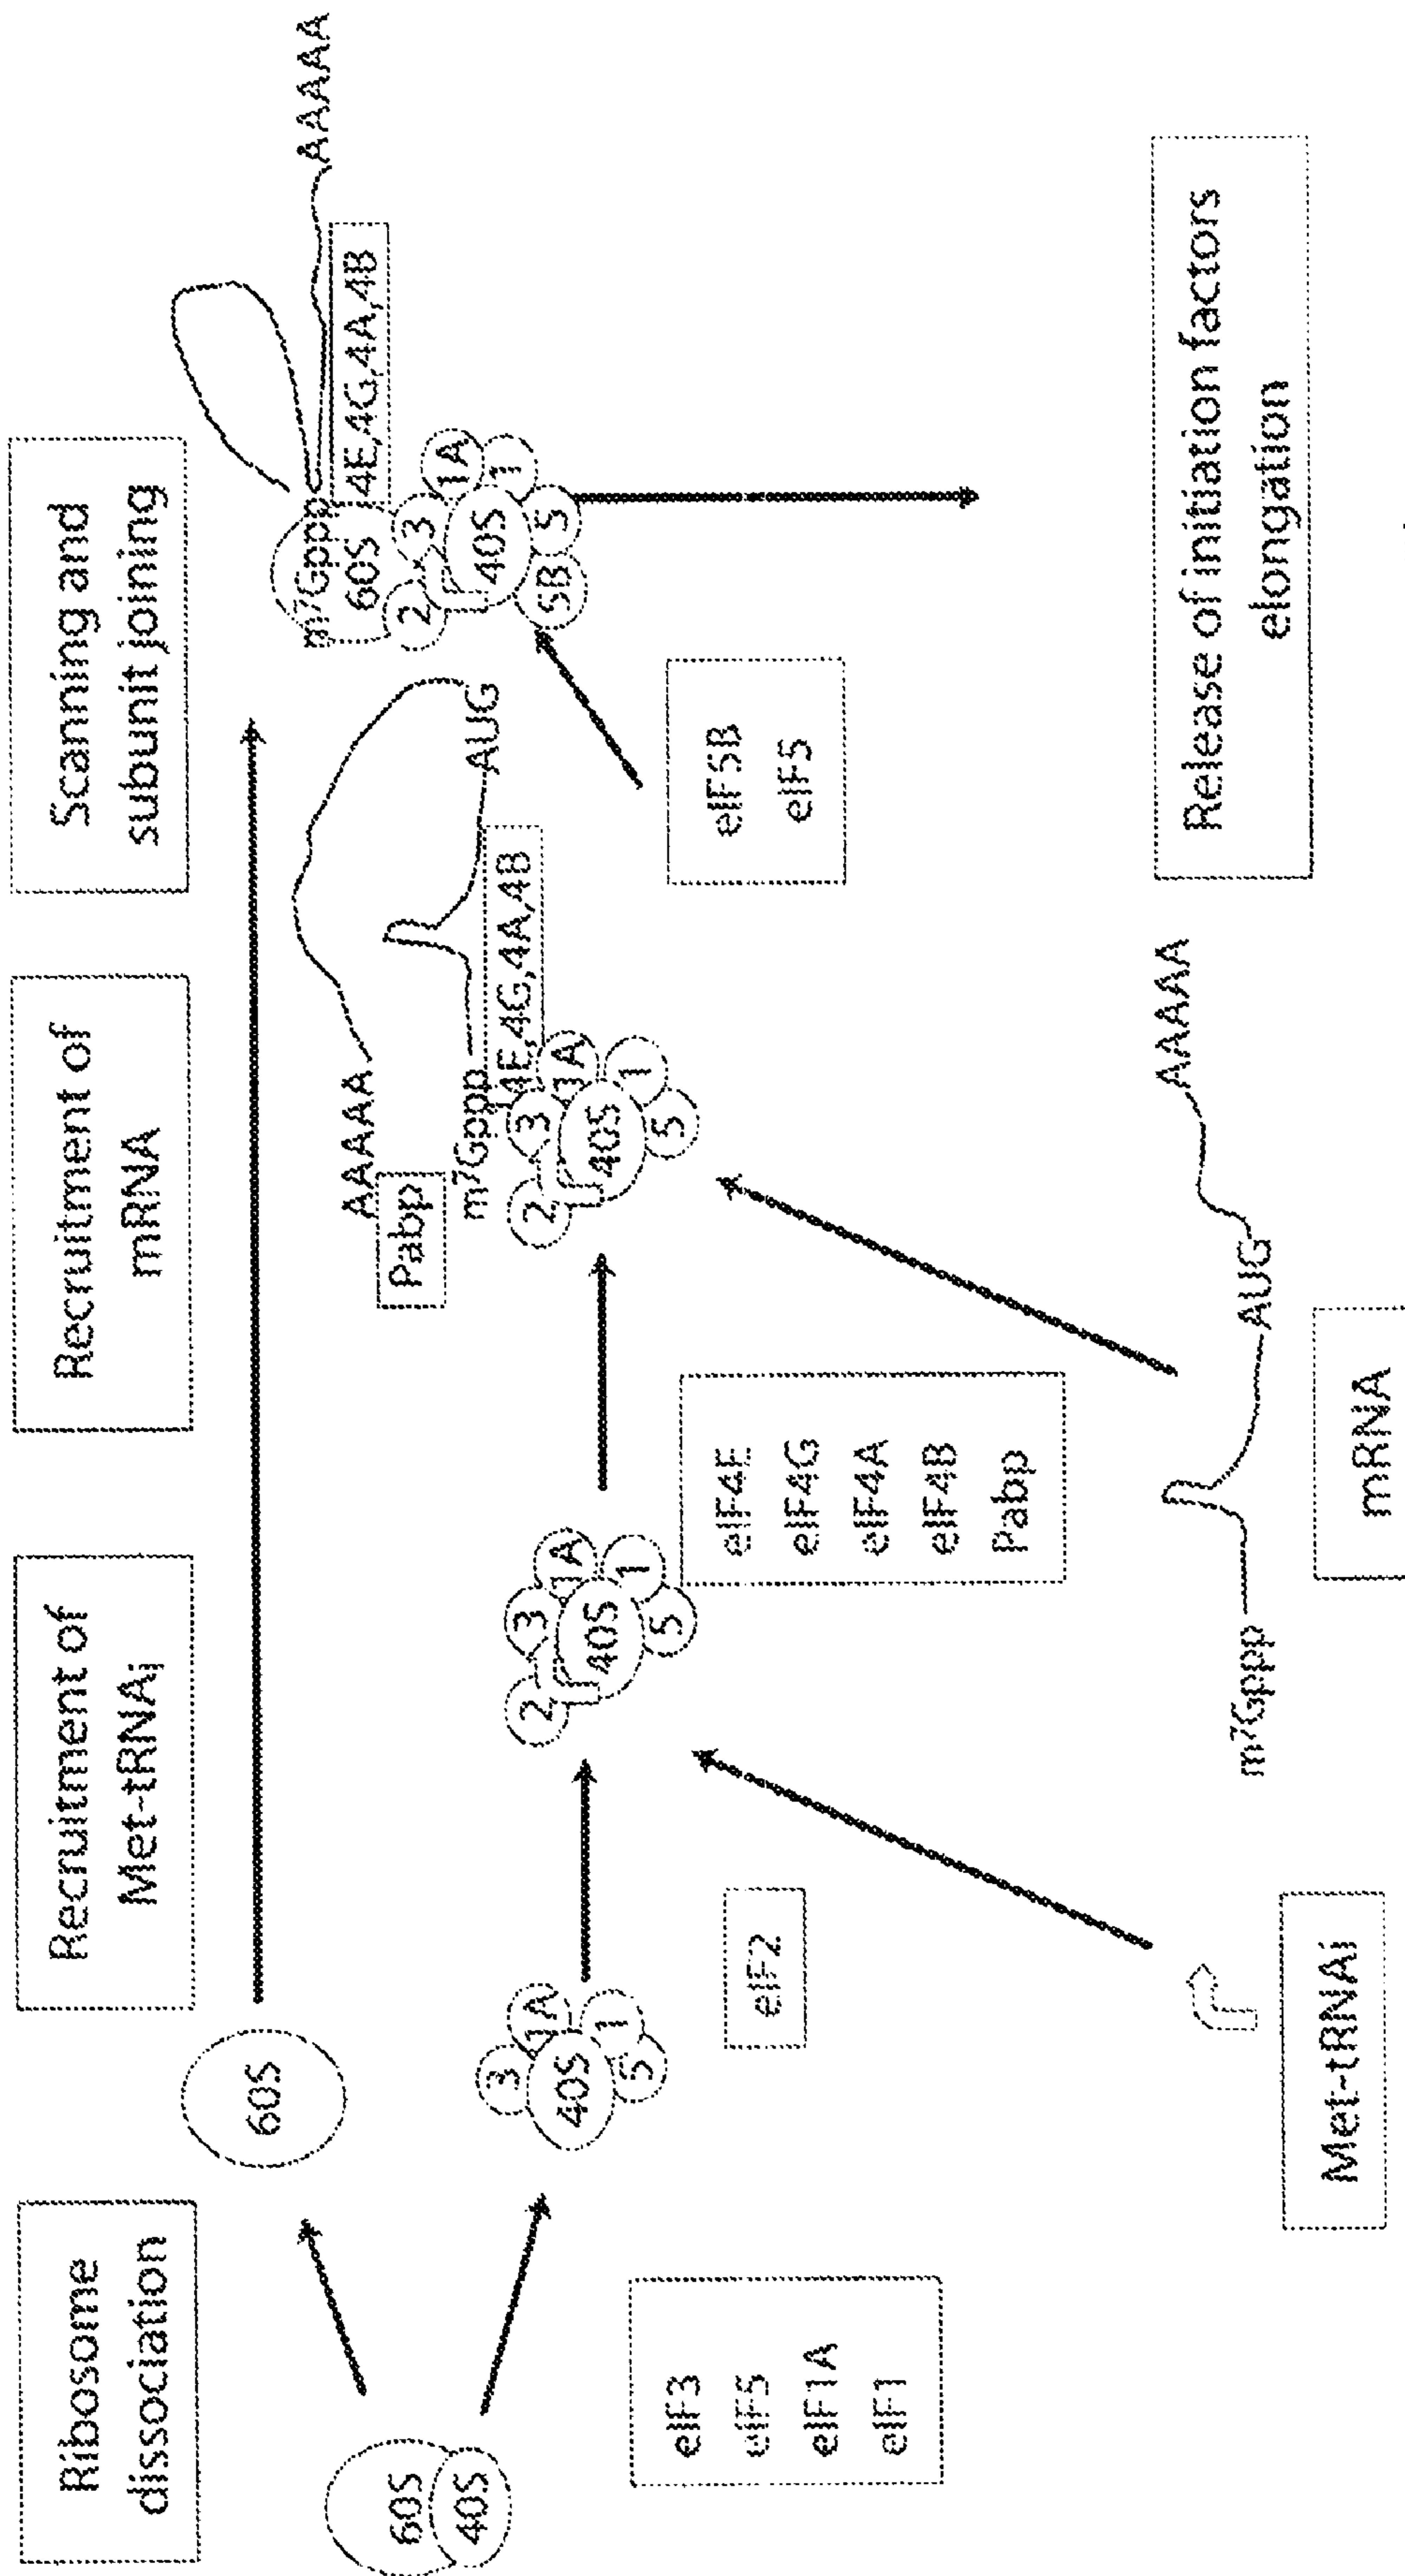 Ribosome
dissociation
Recruitment of
Met-tRNAi
Recruitment of
mRNA
Scanning and
subunit joining
60S
40S
60S
3
1A
40S
5
1
2
3
1A
40S
5
1
AAAAA
Pabp
m7Gppp
AUG
4E,4G,4A,4B
2
3
1A
40S
5
1
m7Gppp
AAAAA
60S
4E,4G,4A,4B
2
3
1A
40S
1
5B
5
eIF3
eIF5
eIF1A
eIF1
eIF2
eIF4E
eIF4G
eIF4A
eIF4B
Pabp
eIF5B
eIF5
Met-tRNAi
m7Gppp
AUG
AAAAA
mRNA
Release of initiation factors
elongation